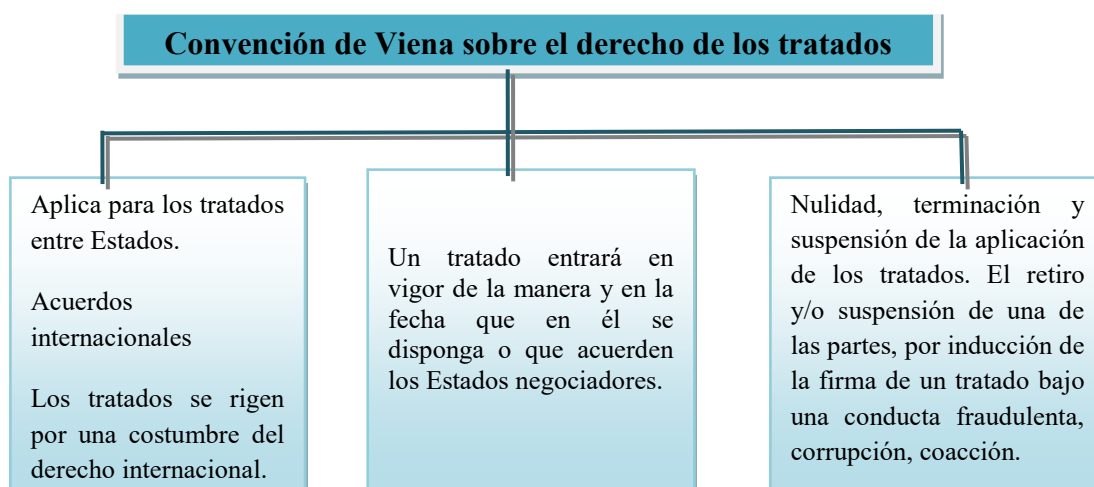 Convención de Viena sobre el derecho de los tratados
Aplica para los tratados
entre Estados.
Acuerdos
internacionales
Los tratados se rigen
por una costumbre del
derecho internacional.
Un tratado entrará en
vigor de la manera y en la
fecha que en él se
disponga o que acuerden
los Estados negociadores.
Nulidad, terminación y
suspensión de la aplicación
de los tratados. El retiro
y/o suspensión de una de
las partes, por inducción de
la firma de un tratado bajo
una conducta fraudulenta,
corrupción, coacción.